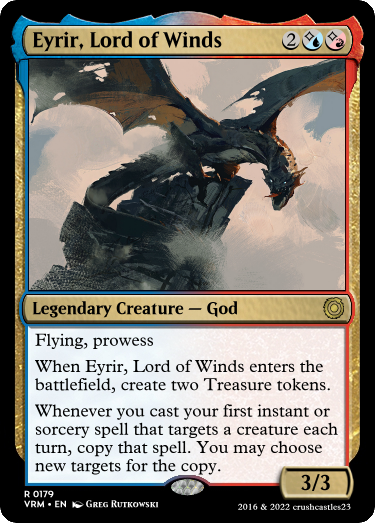 Eyrir, Lord of Winds 2
Legendary Creature — God
Flying, prowess
When Eyrir, Lord of Winds enters the
battlefield, create two Treasure tokens.
Whenever you cast your first instant or
sorcery spell that targets a creature each
turn, copy that spell. You may choose
new targets for the copy.
3/3
R 0179
VRM • EN Greg Rutkowski
2016 & 2022 crushcastles23